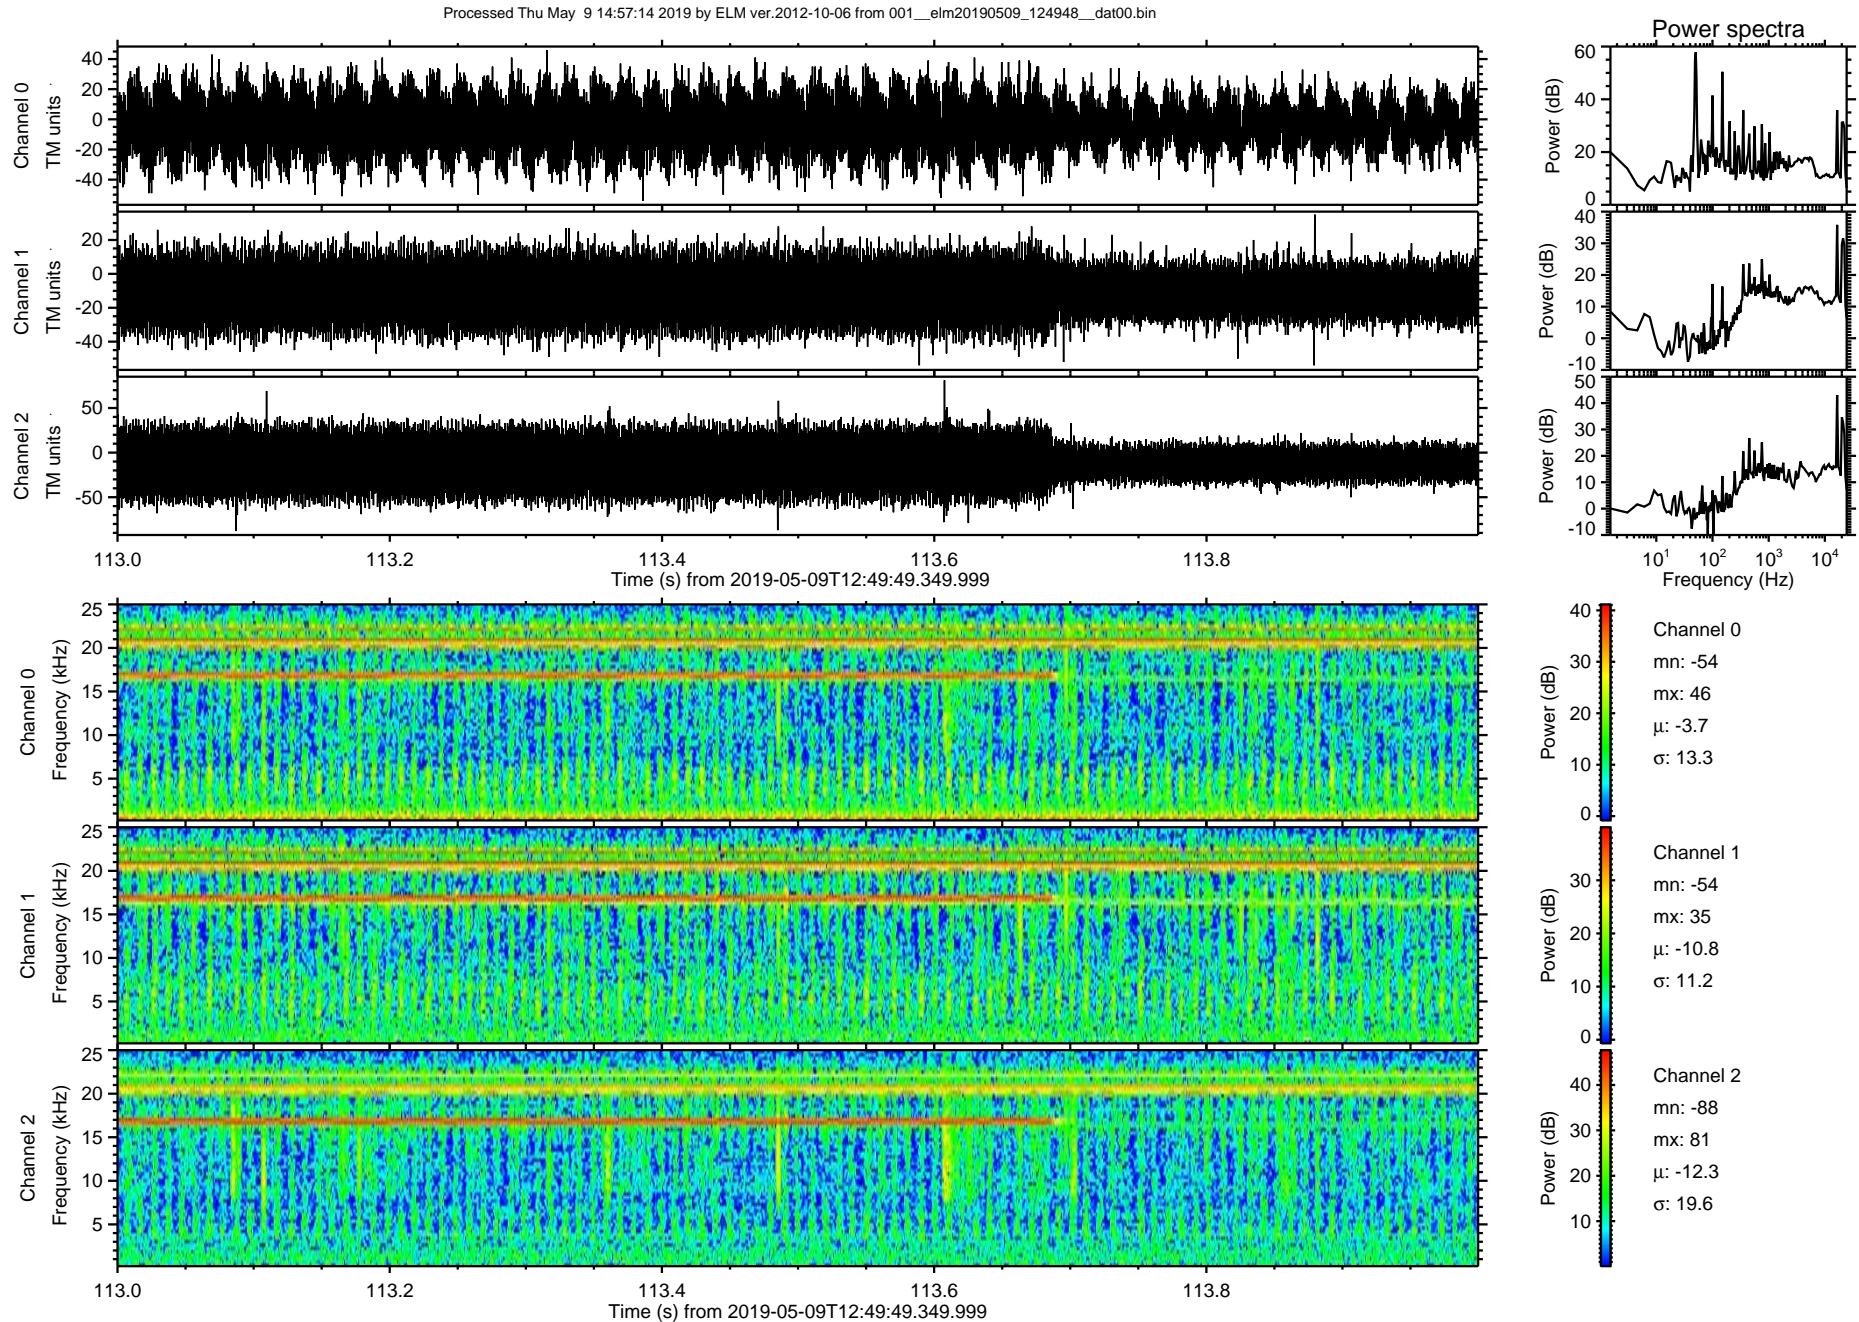 Processed Thu May  9 14:57:14 2019 by ELM ver.2012-10-06 from 001__elm20190509_124948__dat00.bin
Power spectra
Channel 0
TM units
40
20
0
-20
-40
Power (dB)
60
40
20
0
Channel 1
TM units
20
0
-20
-40
Power (dB)
40
30
20
10
0
-10
Channel 2
TM units
50
0
-50
Power (dB)
50
40
30
20
10
0
-10
113.0 113.2 113.4 113.6 113.8
Time (s) from 2019-05-09T12:49:49.349.999
10¹ 10² 10³ 10⁴
Frequency (Hz)
Channel 0
Frequency (kHz)
25
20
15
10
5
Power (dB)
40
30
20
10
0
Channel 0
mn: -54
mx: 46
μ: -3.7
σ: 13.3
Channel 1
Frequency (kHz)
25
20
15
10
5
Power (dB)
30
20
10
0
Channel 1
mn: -54
mx: 35
μ: -10.8
σ: 11.2
Channel 2
Frequency (kHz)
25
20
15
10
5
Power (dB)
40
30
20
10
Channel 2
mn: -88
mx: 81
μ: -12.3
σ: 19.6
113.0 113.2 113.4 113.6 113.8
Time (s) from 2019-05-09T12:49:49.349.999